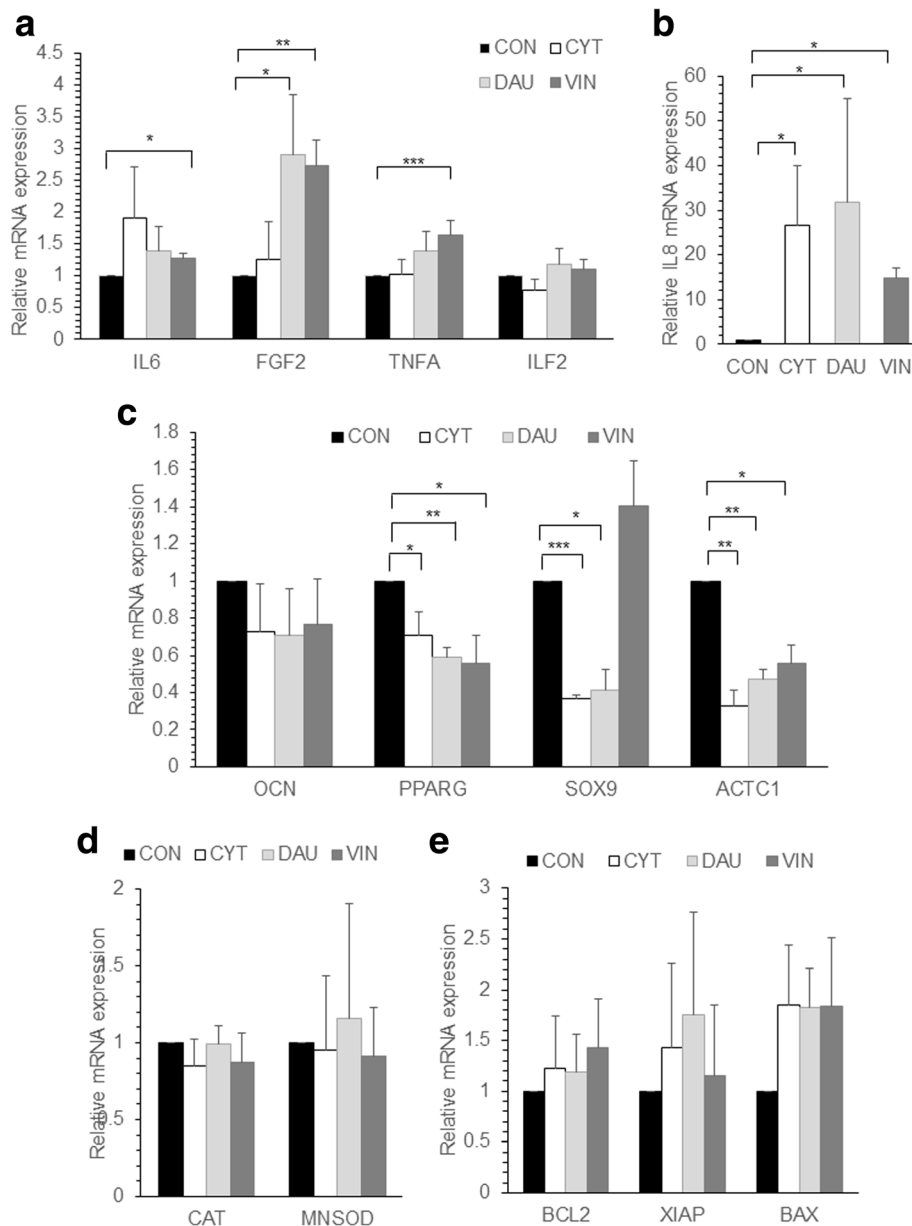 a
CON CYT
DAU VIN
Relative mRNA expression
4.5
4
3.5
3
2.5
2
1.5
1
0.5
0
*
*
**
***
IL6 FGF2 TNFA ILF2
b
Relative IL8 mRNA expression
60
50
40
30
20
10
0
*
*
*
CON CYT DAU VIN
c
CON CYT DAU VIN
Relative mRNA expression
1.8
1.6
1.4
1.2
1
0.8
0.6
0.4
0.2
0
*
**
*
*
***
*
**
**
OCN PPARG SOX9 ACTC1
d
CON CYT DAU VIN
Relative mRNA expression
2
1.5
1
0.5
0
CAT MNSOD
e
CON CYT DAU VIN
Relative mRNA expression
3
2.5
2
1.5
1
0.5
0
BCL2 XIAP BAX